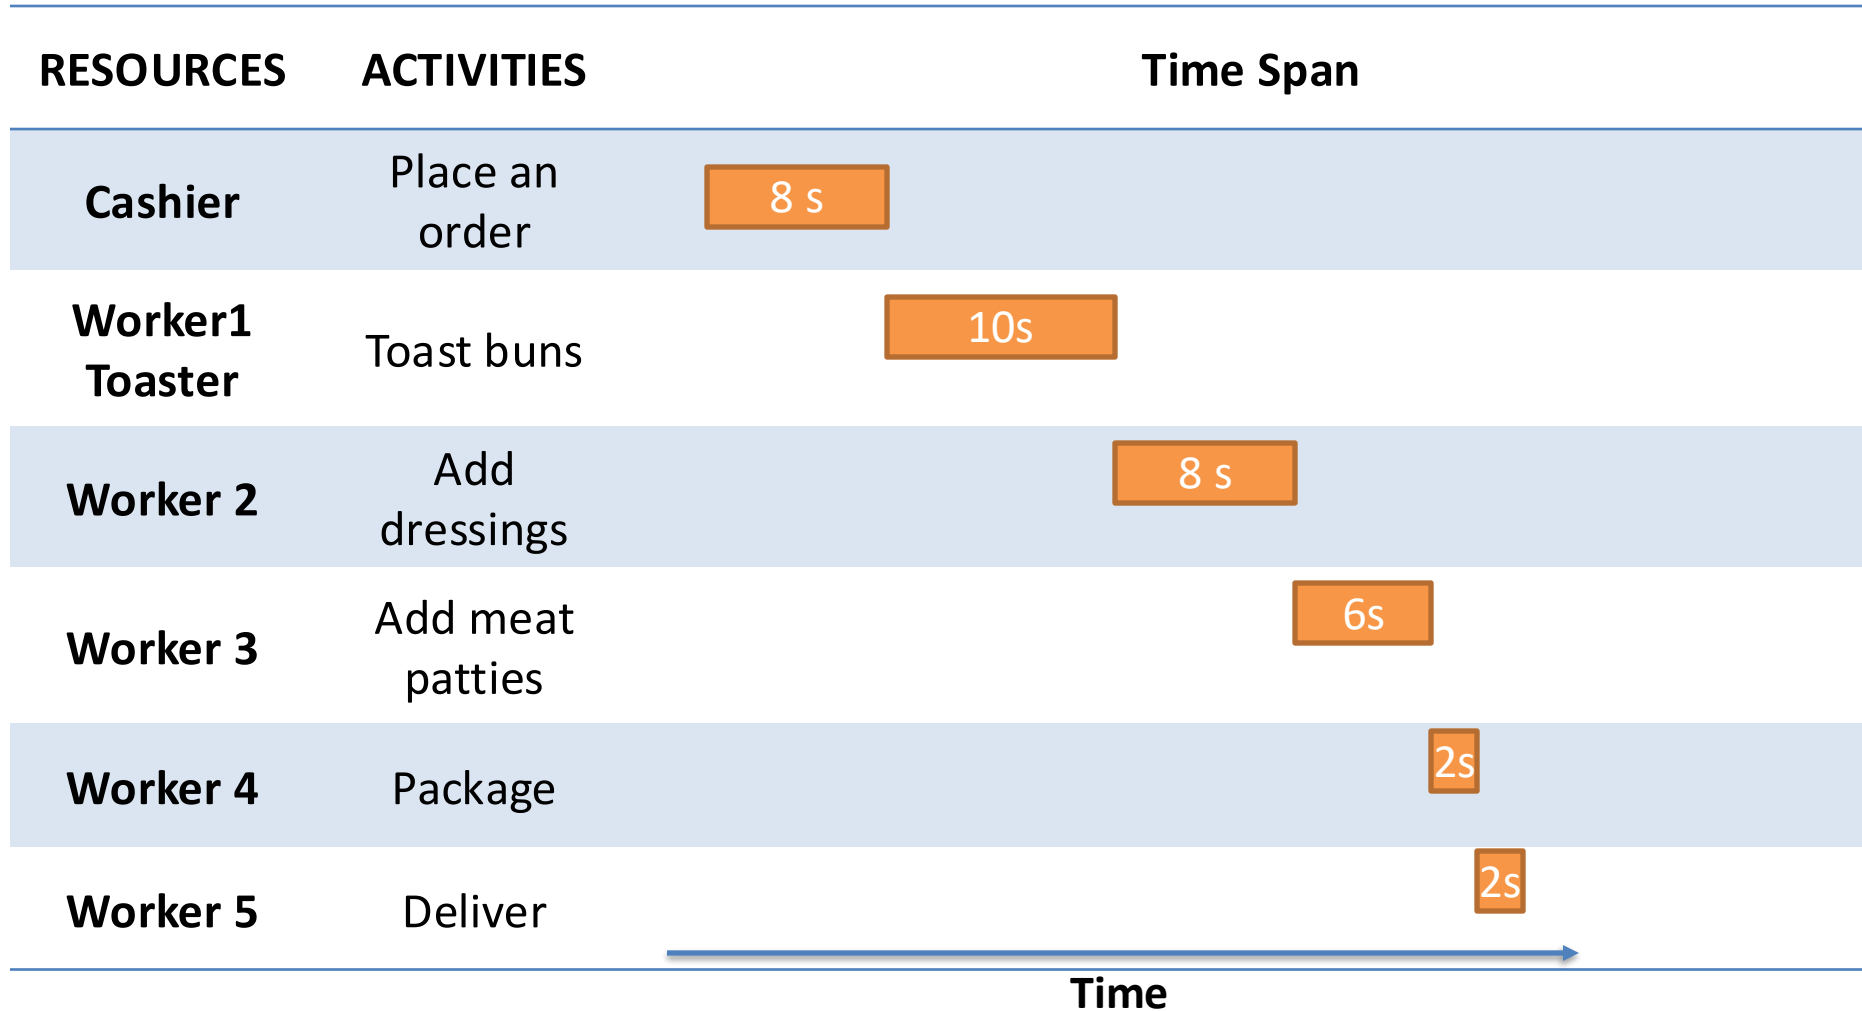 RESOURCES ACTIVITIES Time Span
Cashier
Place an
order
8 s
Worker1
Toaster
Toast buns
10s
Worker 2
Add
dressings
8 s
Worker 3
Add meat
patties
6s
Worker 4
Package
2s
Worker 5
Deliver
2s
Time